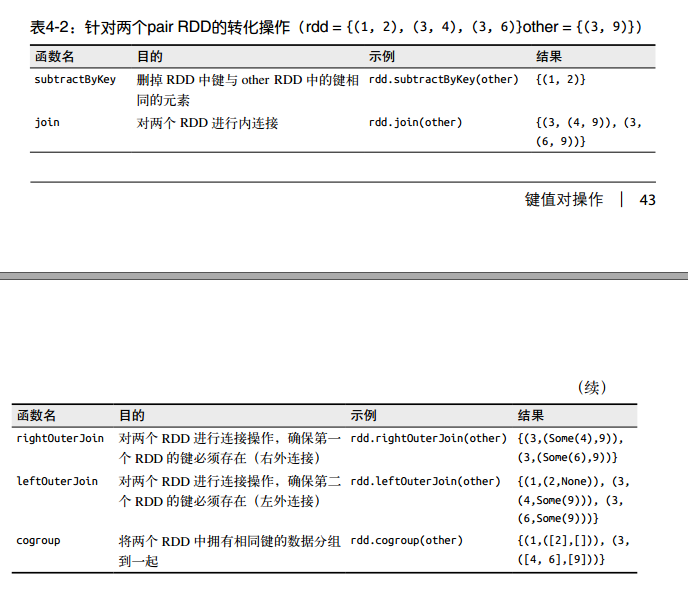 表4-2：针对两个pair RDD的转化操作（rdd = {(1, 2), (3, 4), (3, 6)}other = {(3, 9)}）
函数名 目的 示例 结果
subtractByKey 删掉 RDD 中键与 other RDD 中的键相 rdd.subtractByKey(other) {(1, 2)}
同的元素
join 对两个 RDD 进行内连接 rdd.join(other) {(3, (4, 9)), (3,
(6, 9))}
键值对操作 | 43
（续）
函数名 目的 示例 结果
rightOuterJoin 对两个 RDD 进行连接操作，确保第一 rdd.rightOuterJoin(other) {(3,(Some(4),9)),
个 RDD 的键必须存在（右外连接） (3,(Some(6),9))}
leftOuterJoin 对两个 RDD 进行连接操作，确保第二 rdd.leftOuterJoin(other) {(1,(2,None)), (3,
个 RDD 的键必须存在（左外连接） (4,Some(9))), (3,
(6,Some(9)))}
cogroup 将两个 RDD 中拥有相同键的数据分组 rdd.cogroup(other) {(1,([2],[])), (3,
到一起 ([4, 6],[9]))}